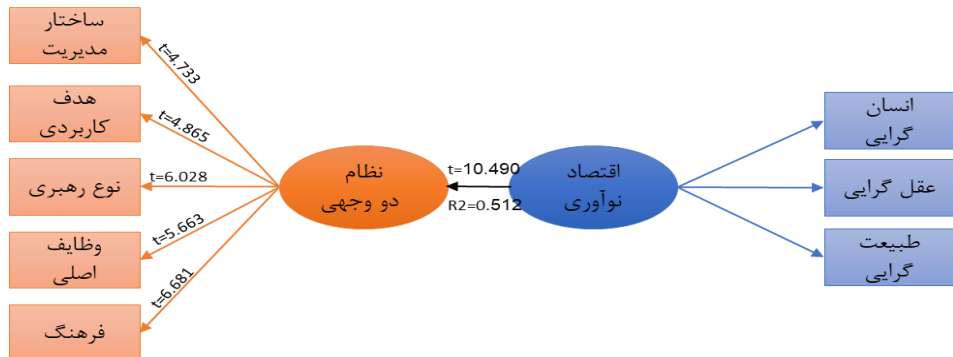 انسان
گرایی
عقل گرایی
طبیعت
گرایی
اقتصاد
نوآوری
t=10.490
R2=0.512
نظام
دو وجهی
t=4.733
t=4.865
t=6.028
t=5.663
t=6.681
ساختار
مدیریت
هدف
کاربردی
نوع رهبری
وظایف
اصلی
فرهنگ